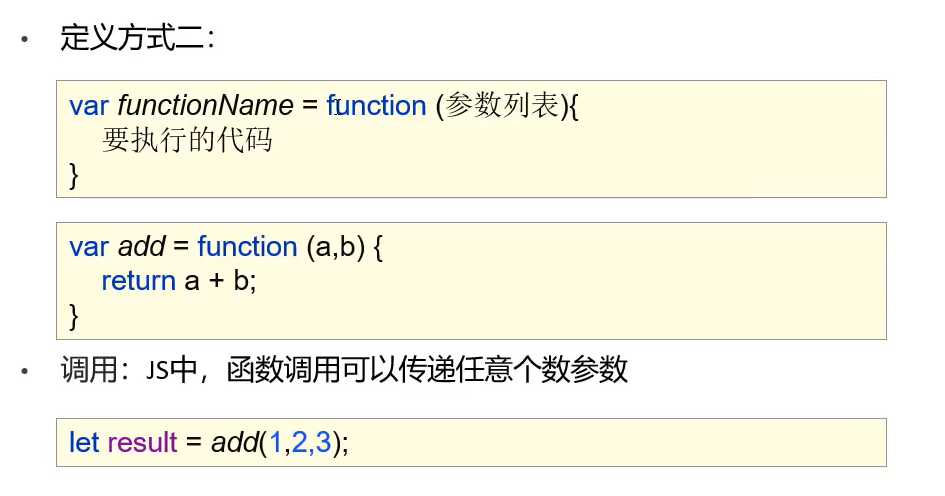 • 定义方式二：
var functionName = function (参数列表){
要执行的代码
}
var add = function (a,b) {
return a + b;
}
• 调用：JS中，函数调用可以传递任意个数参数
let result = add(1,2,3);